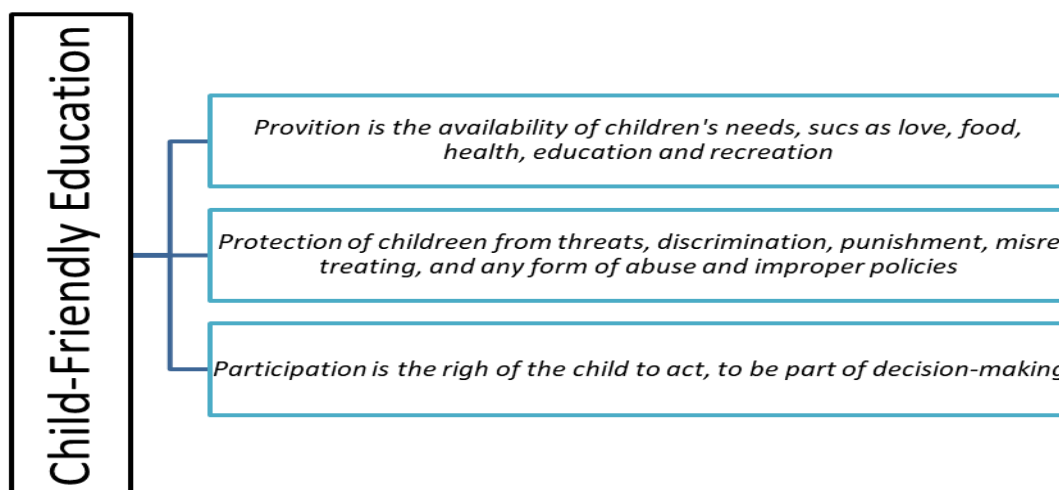 Child-Friendly Education
Provition is the availability of children's needs, sucs as love, food,
health, education and recreation
Protection of childreen from threats, discrimination, punishment, misre
treating, and any form of abuse and improper policies
Participation is the righ of the child to act, to be part of decision-making